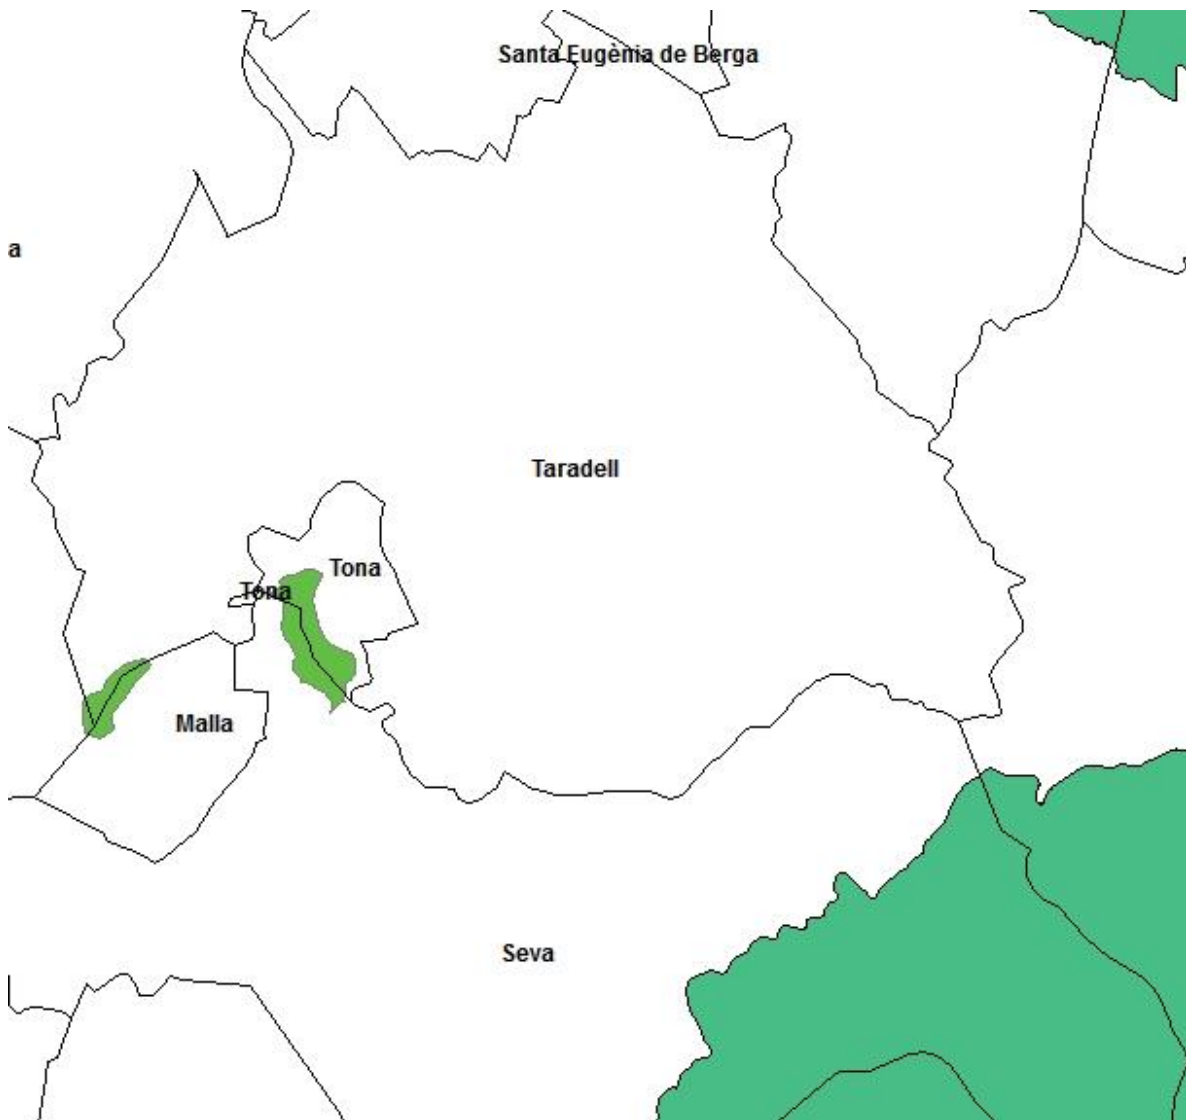 Santa Eugènia de Berga
a
Taradell
Tona
Tona
Malla
Seva